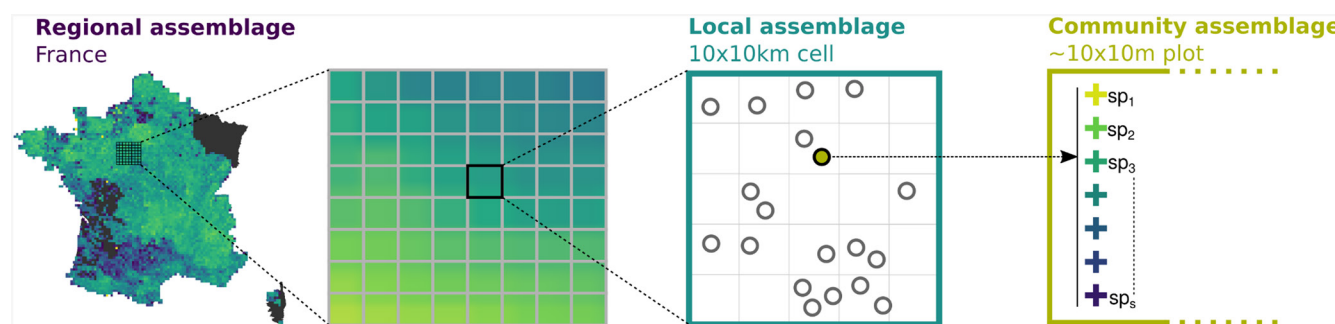 Regional assemblage
France
Local assemblage
10x10km cell
Community assemblage
~10x10m plot
sp1
sp2
sp3
sps